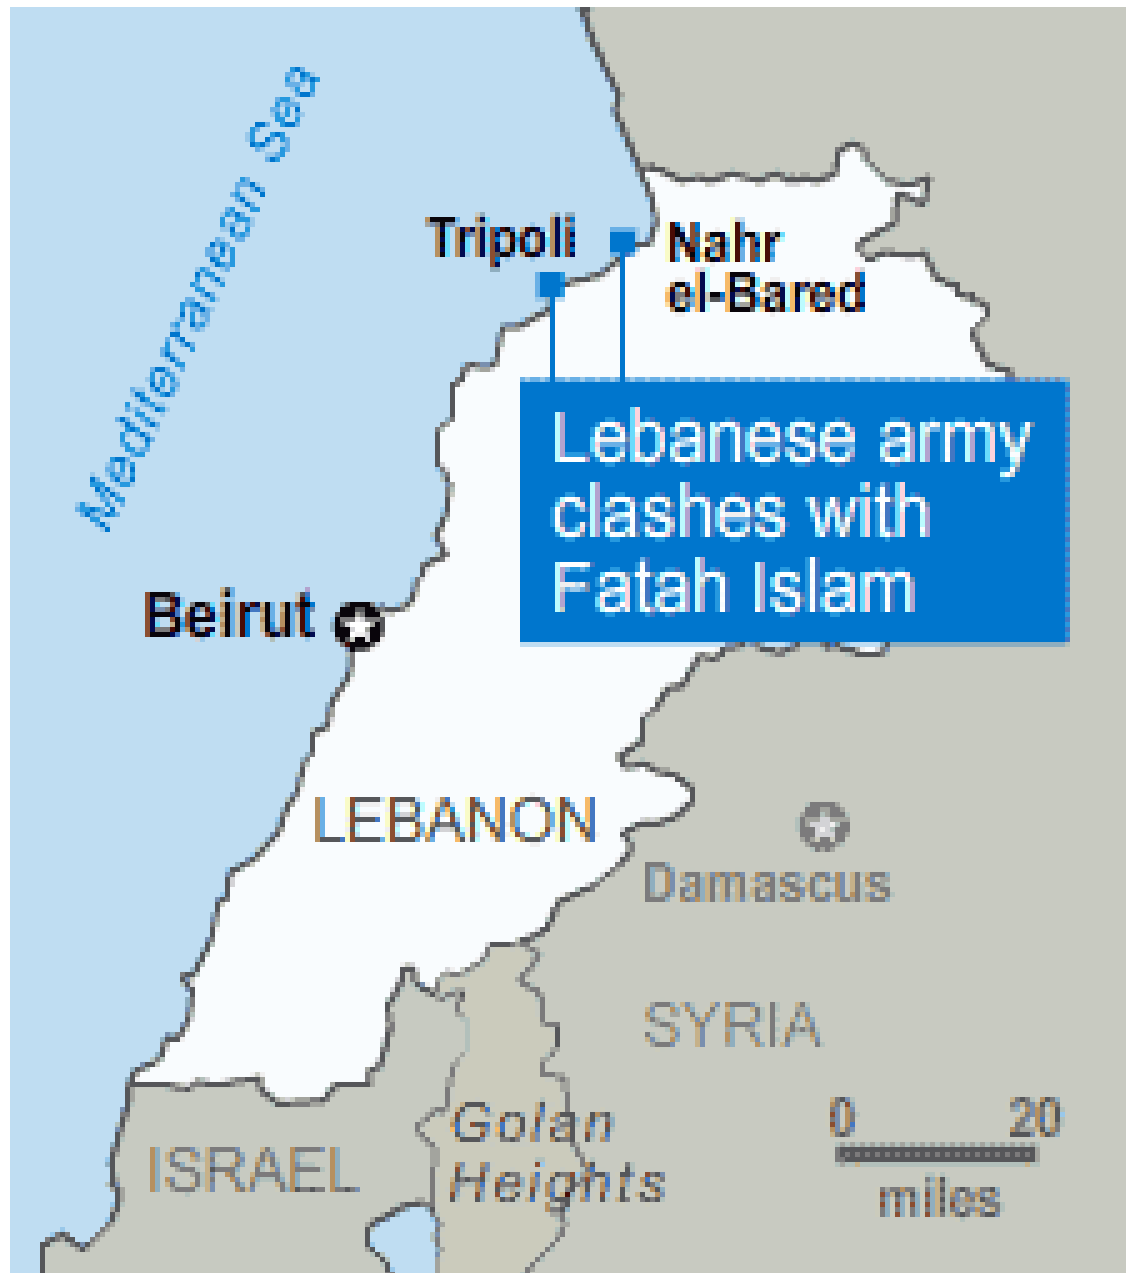 Mediterranean Sea
Tripoli
Nahr
el-Bared
Lebanese army
clashes with
Fatah Islam
Beirut
LEBANON
Damascus
SYRIA
Golan
Heights
ISRAEL
0 20
miles